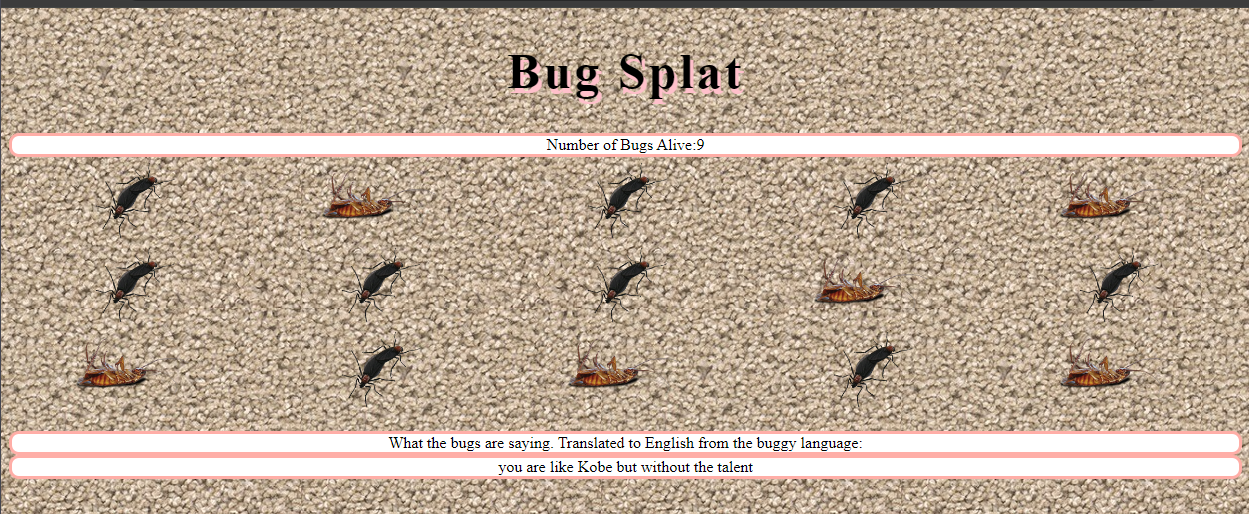 Bug Splat
Number of Bugs Alive:9
What the bugs are saying. Translated to English from the buggy language:
you are like Kobe but without the talent